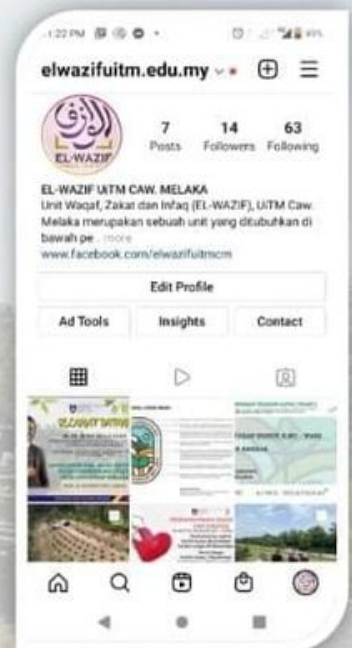 1:22 PM
elwazifuitm.edu.my
الوظيف
EL-WAZIF
7 14 63
Posts Followers Following
EL-WAZIF UiTM CAW. MELAKA
Unit Waqaf, Zakat dan Infaq (EL-WAZIF), UiTM Caw.
Melaka merupakan sebuah unit yang ditubuhkan di
bawah pe... more
www.facebook.com/elwazifuitmcm
Edit Profile
Ad Tools Insights Contact